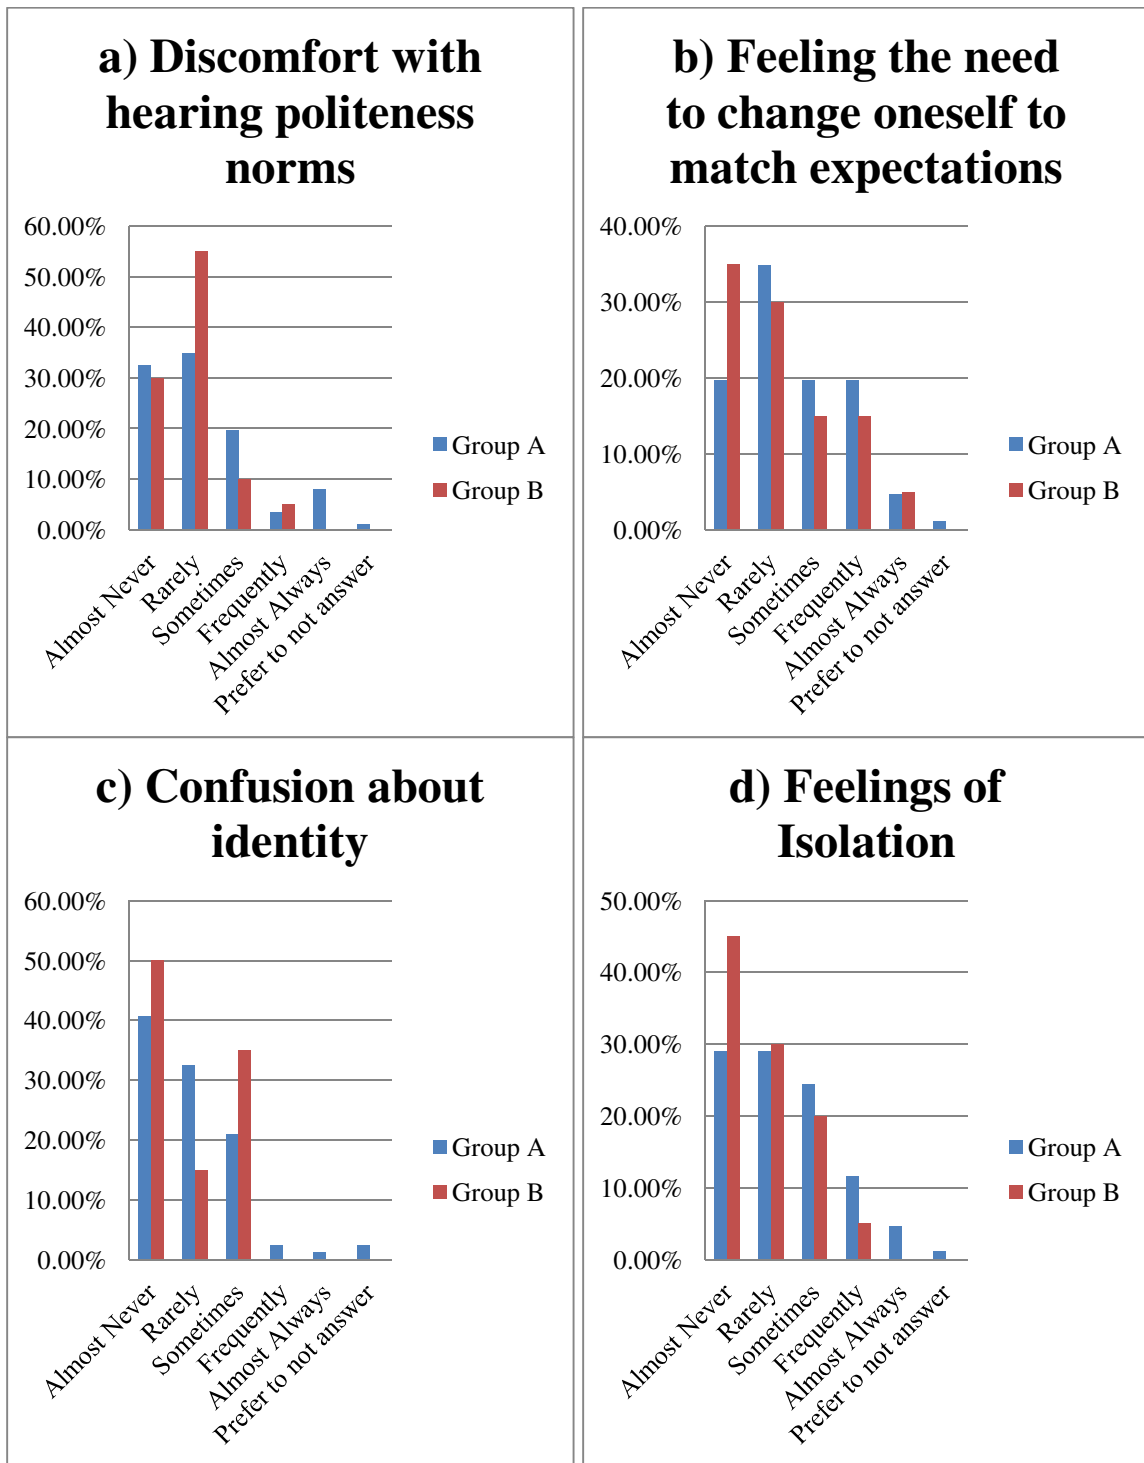 a) Discomfort with
hearing politeness
norms
60.00%
50.00%
40.00%
30.00%
20.00%
10.00%
0.00%
Almost Never
Rarely
Sometimes
Frequently
Almost Always
Prefer to not answer
Group A
Group B
b) Feeling the need
to change oneself to
match expectations
40.00%
30.00%
20.00%
10.00%
0.00%
Almost Never
Rarely
Sometimes
Frequently
Almost Always
Prefer to not answer
Group A
Group B
c) Confusion about
identity
60.00%
50.00%
40.00%
30.00%
20.00%
10.00%
0.00%
Almost Never
Rarely
Sometimes
Frequently
Almost Always
Prefer to not answer
Group A
Group B
d) Feelings of
Isolation
50.00%
40.00%
30.00%
20.00%
10.00%
0.00%
Almost Never
Rarely
Sometimes
Frequently
Almost Always
Prefer to not answer
Group A
Group B